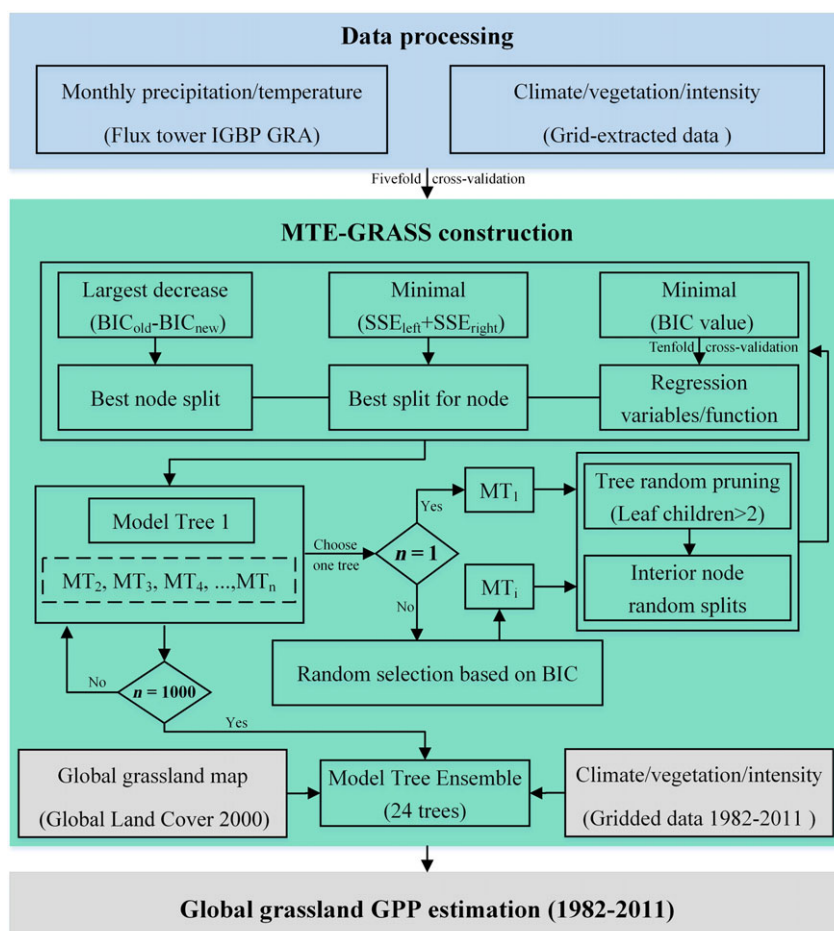 Data processing
Monthly precipitation/temperature
(Flux tower IGBP GRA)
Climate/vegetation/intensity
(Grid-extracted data )
Fivefold cross-validation
MTE-GRASS construction
Largest decrease
(BICold-BICnew)
Minimal
(SSEleft+SSEright)
Minimal
(BIC value)
Tenfold cross-validation
Best node split
Best split for node
Regression
variables/function
Model Tree 1
MT2, MT3, MT4, ...,MTn
Choose
one tree
n = 1
Yes
No
MT1
MTi
Tree random pruning
(Leaf children>2)
Interior node
random splits
Random selection based on BIC
n = 1000
No
Yes
Global grassland map
(Global Land Cover 2000)
Model Tree Ensemble
(24 trees)
Climate/vegetation/intensity
(Gridded data 1982-2011 )
Global grassland GPP estimation (1982-2011)